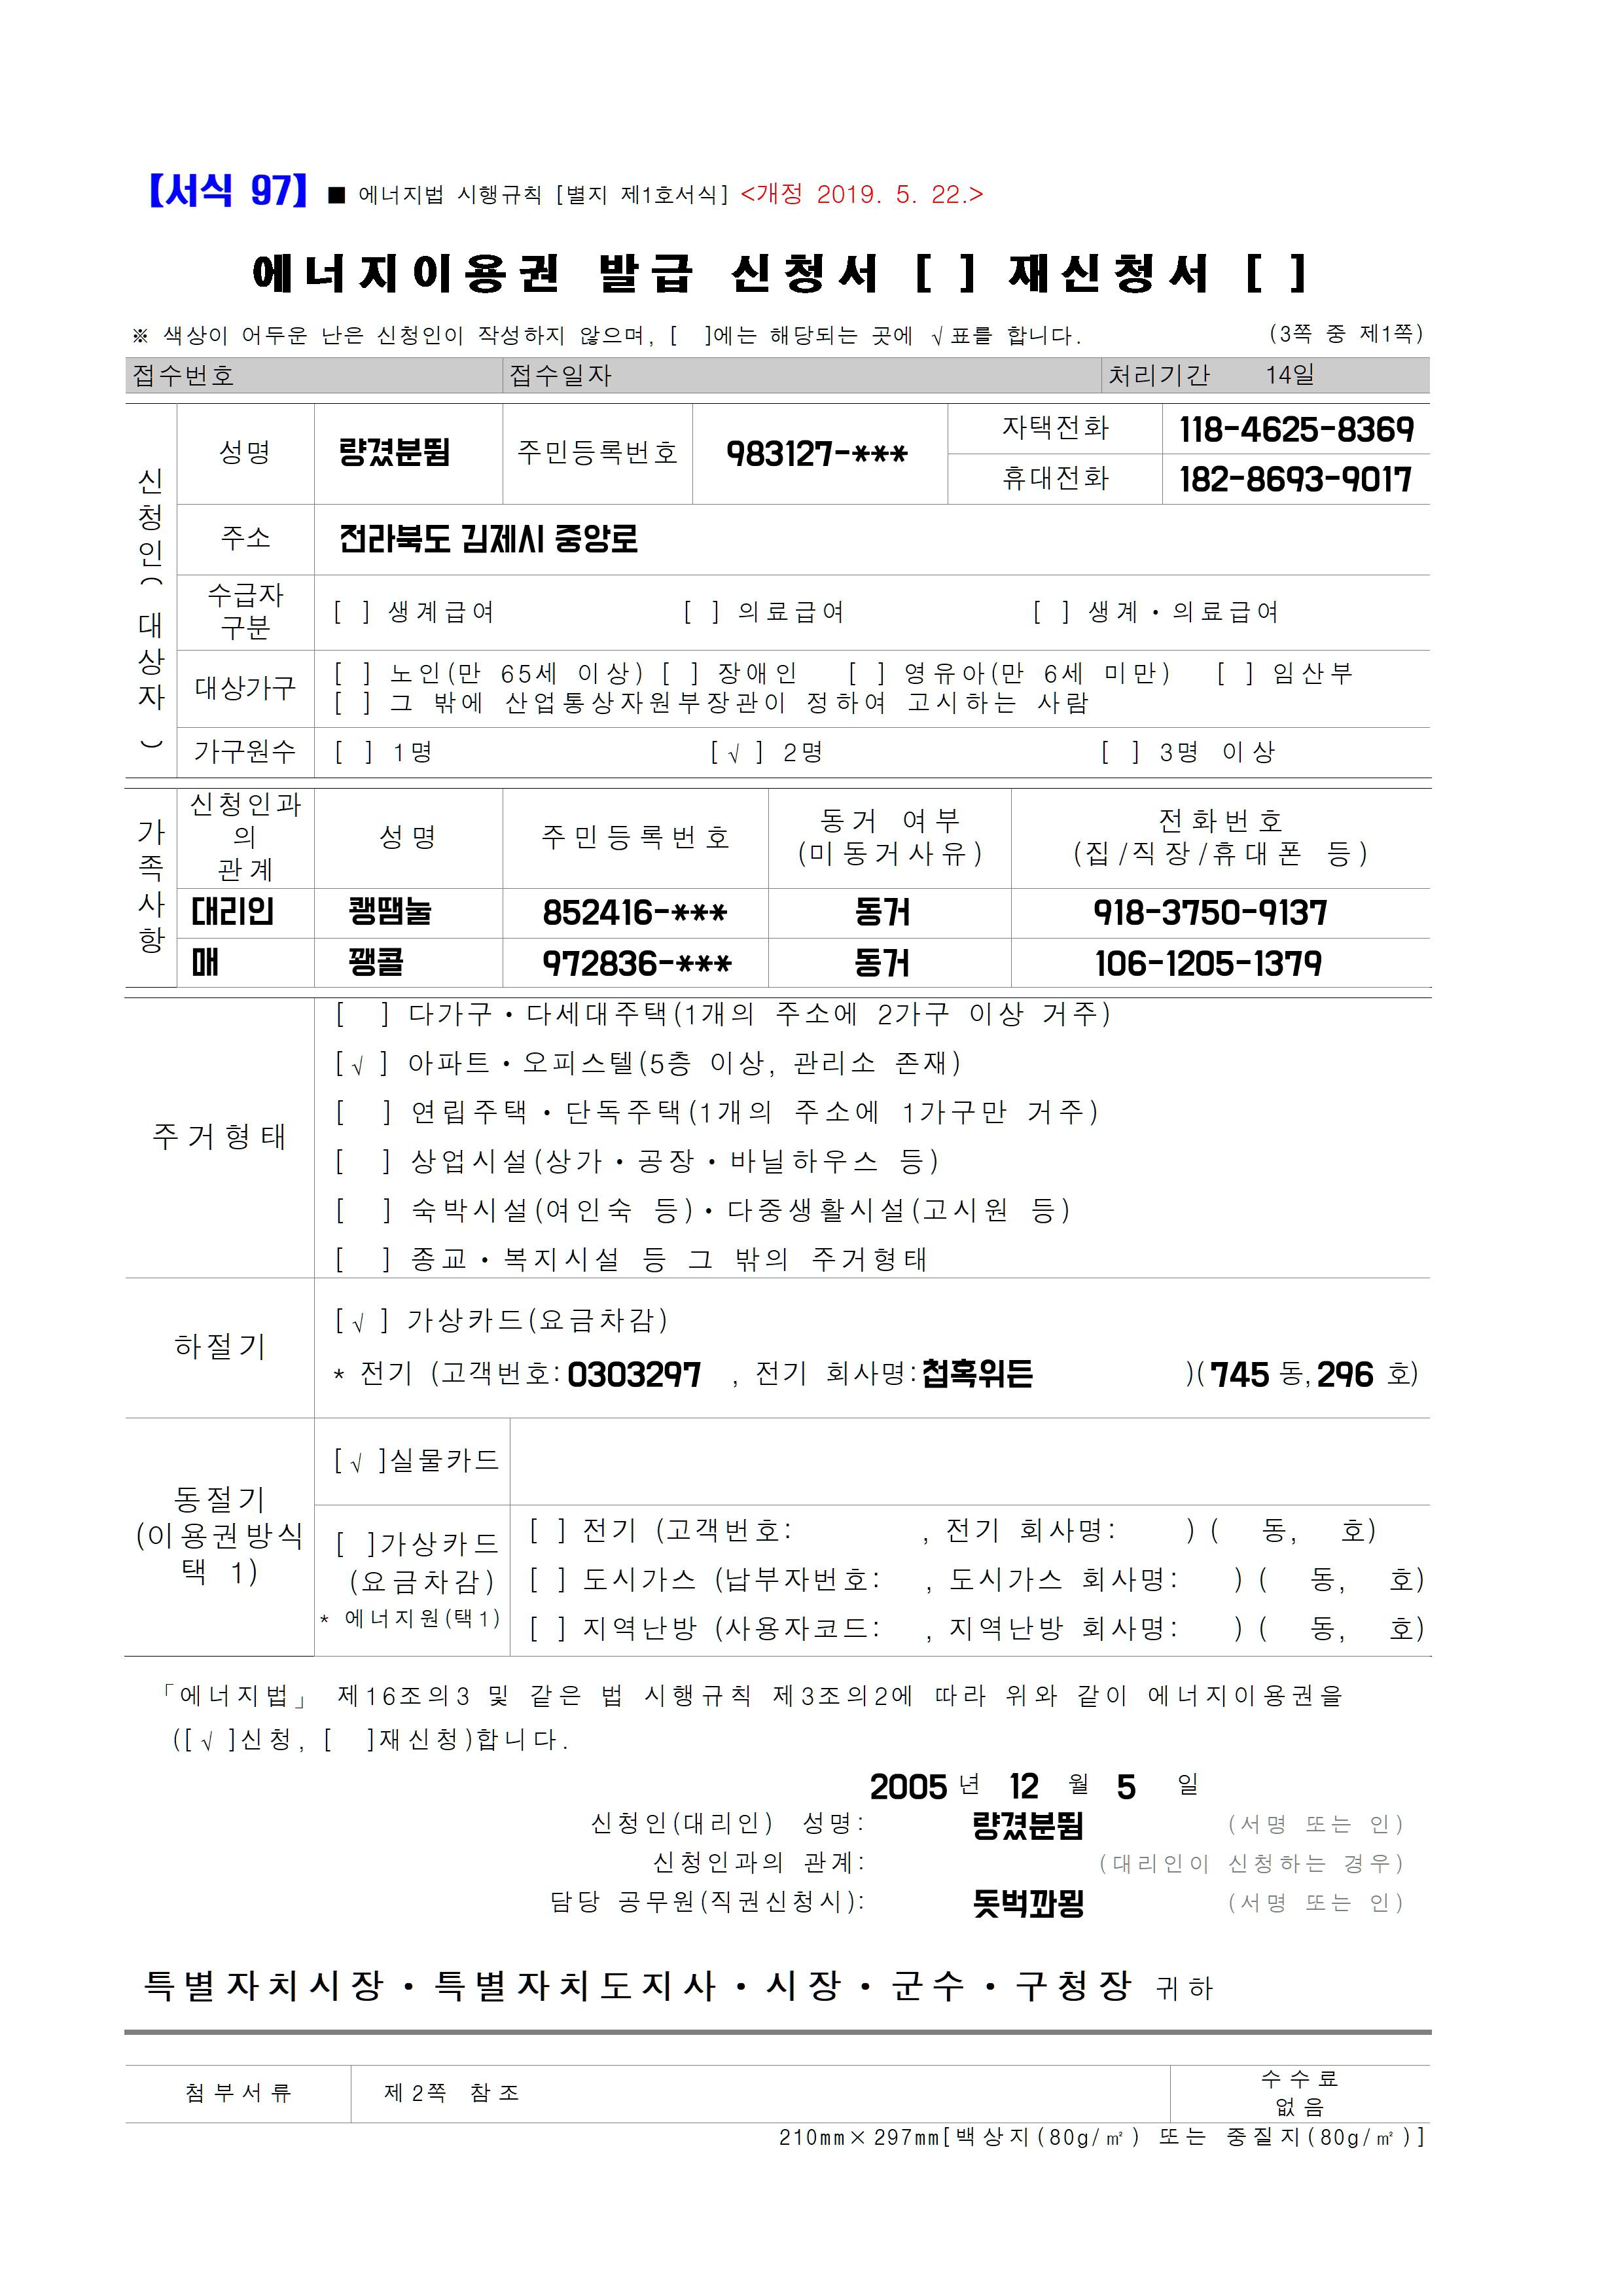 【서식 97】 ■ 에너지법 시행규칙 [별지 제1호서식] <개정 2019. 5. 22.>
에너지이용권 발급 신청서 [ ] 재신청서 [ ]
※ 색상이 어두운 난은 신청인이 작성하지 않으며, [ ]에는 해당되는 곳에 √표를 합니다. (3쪽 중 제1쪽)
접수번호 접수일자 처리기간 14일
신청인(대상자)
성명 량겼분뜀 주민등록번호 983127-*** 자택전화 118-4625-8369
휴대전화 182-8693-9017
주소 전라북도 김제시 중앙로
수급자 구분 [ ] 생계급여 [ ] 의료급여 [ ] 생계·의료급여
대상가구 [ ] 노인(만 65세 이상) [ ] 장애인 [ ] 영유아(만 6세 미만) [ ] 임산부
[ ] 그 밖에 산업통상자원부장관이 정하여 고시하는 사람
가구원수 [ ] 1명 [√] 2명 [ ] 3명 이상
가족사항
신청인과의 관계 성명 주민등록번호 동거 여부 (미동거사유) 전화번호 (집/직장/휴대폰 등)
대리인 쾡땜눌 852416-*** 동거 918-3750-9137
매 꽹콜 972836-*** 동거 106-1205-1379
주거형태
[ ] 다가구·다세대주택(1개의 주소에 2가구 이상 거주)
[√] 아파트·오피스텔(5층 이상, 관리소 존재)
[ ] 연립주택·단독주택(1개의 주소에 1가구만 거주)
[ ] 상업시설(상가·공장·바닐하우스 등)
[ ] 숙박시설(여인숙 등)·다중생활시설(고시원 등)
[ ] 종교·복지시설 등 그 밖의 주거형태
하절기
[√] 가상카드(요금차감)
* 전기 (고객번호: 0303297 , 전기 회사명: 첩혹위든 )( 745 동, 296 호)
동절기
(이용권방식 택 1)
[√]실물카드
[ ]가상카드
(요금차감)
* 에너지원(택1)
[ ] 전기 (고객번호: , 전기 회사명: ) ( 동, 호)
[ ] 도시가스 (납부자번호: , 도시가스 회사명: ) ( 동, 호)
[ ] 지역난방 (사용자코드: , 지역난방 회사명: ) ( 동, 호)
「에너지법」 제16조의3 및 같은 법 시행규칙 제3조의2에 따라 위와 같이 에너지이용권을
([√]신청, [ ]재신청)합니다.
2005 년 12 월 5 일
신청인(대리인) 성명: 량겼분뜀 (서명 또는 인)
신청인과의 관계: (대리인이 신청하는 경우)
담당 공무원(직권신청시): 돗벅꽈묑 (서명 또는 인)
특별자치시장·특별자치도지사·시장·군수·구청장 귀하
첨부서류 제2쪽 참조 수수료 없음
210mm×297mm[백상지(80g/㎡) 또는 중질지(80g/㎡)]